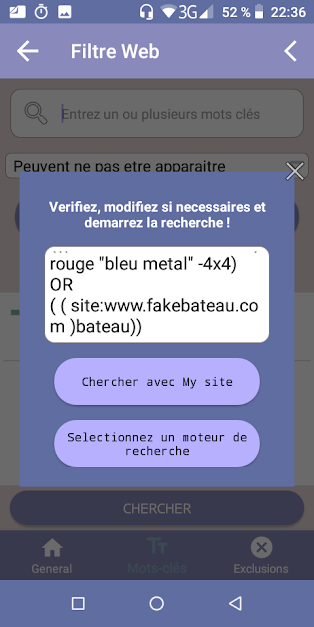 3G 52 % 22:36
Filtre Web
Entrez un ou plusieurs mots clés
Peuvent ne pas etre apparaitre
Verifiez, modifiez si necessaires et
demarrez la recherche !
rouge "bleu metal" -4x4)
OR
( ( site:www.fakebateau.co
m )bateau))
Chercher avec My site
Selectionnez un moteur de
recherche
CHERCHER
General
Mots-clés
Exclusions